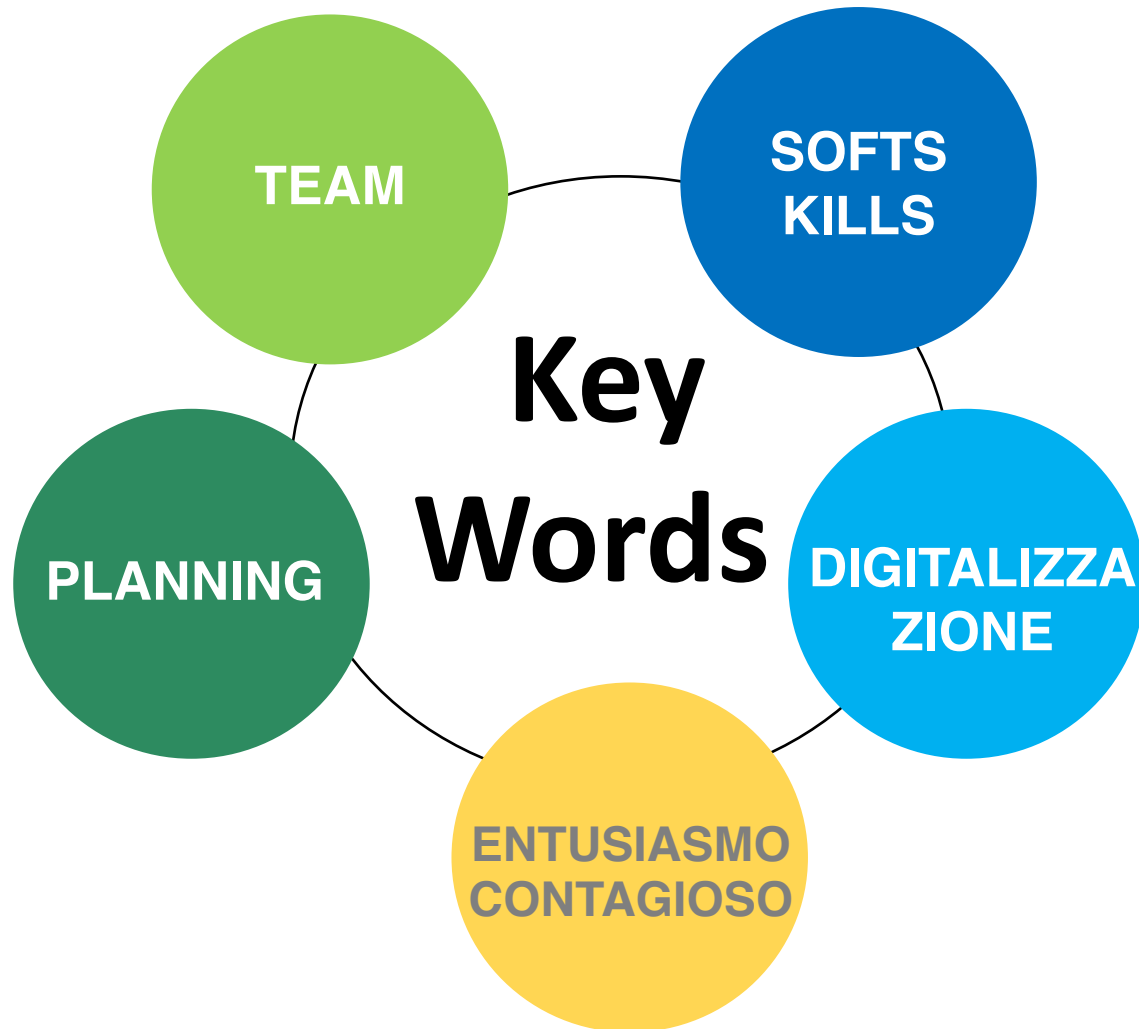 TEAM
SOFTS
KILLS
Key
Words
PLANNING
DIGITALIZZA
ZIONE
ENTUSIASMO
CONTAGIOSO